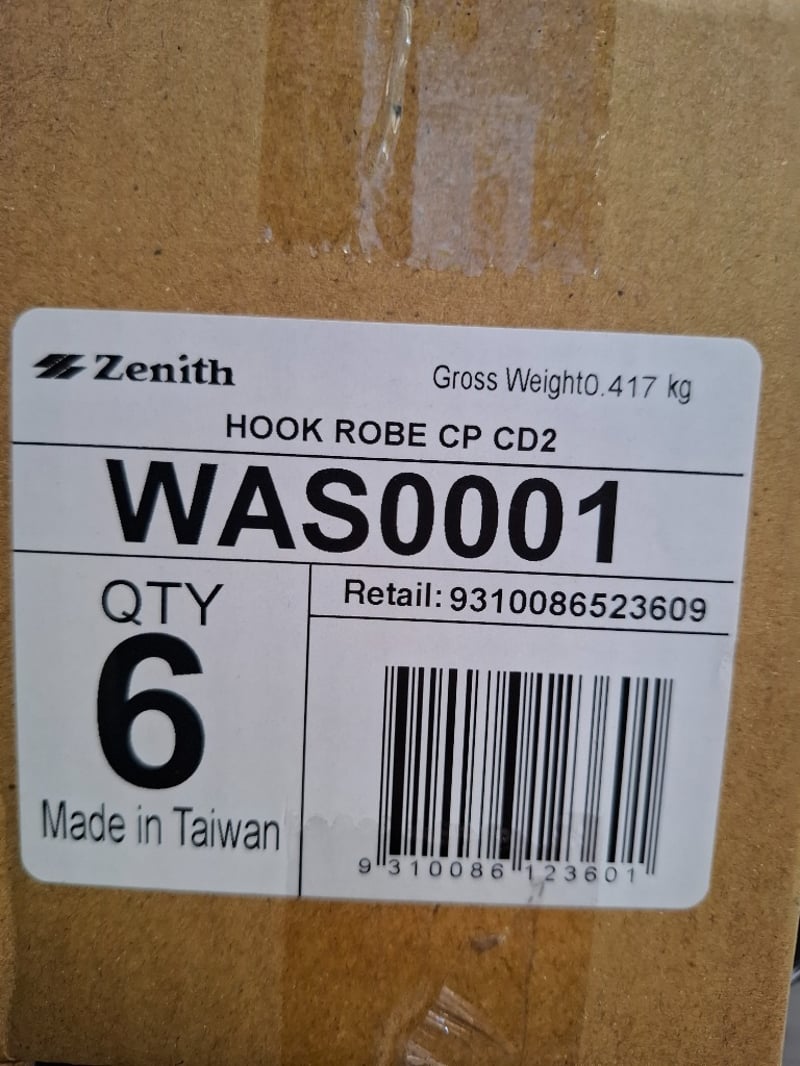 Zenith
Gross Weight0.417 kg
HOOK ROBE CP CD2
WAS0001
QTY
6
Made in Taiwan
Retail: 9310086523609
9 310086 123601